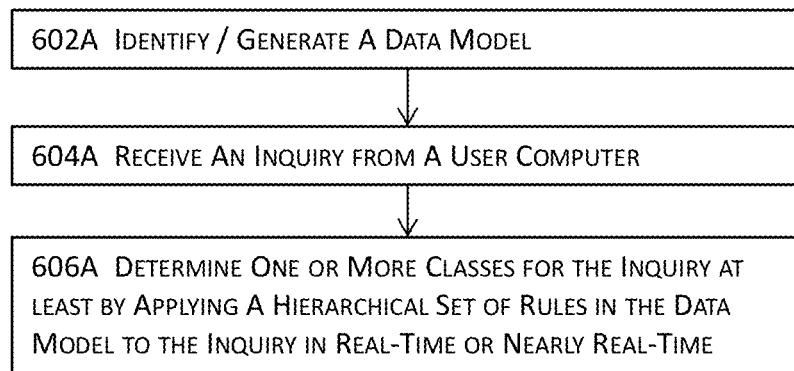 602A IDENTIFY / GENERATE A DATA MODEL
604A RECEIVE AN INQUIRY FROM A USER COMPUTER
606A DETERMINE ONE OR MORE CLASSES FOR THE INQUIRY AT
LEAST BY APPLYING A HIERARCHICAL SET OF RULES IN THE DATA
MODEL TO THE INQUIRY IN REAL-TIME OR NEARLY REAL-TIME